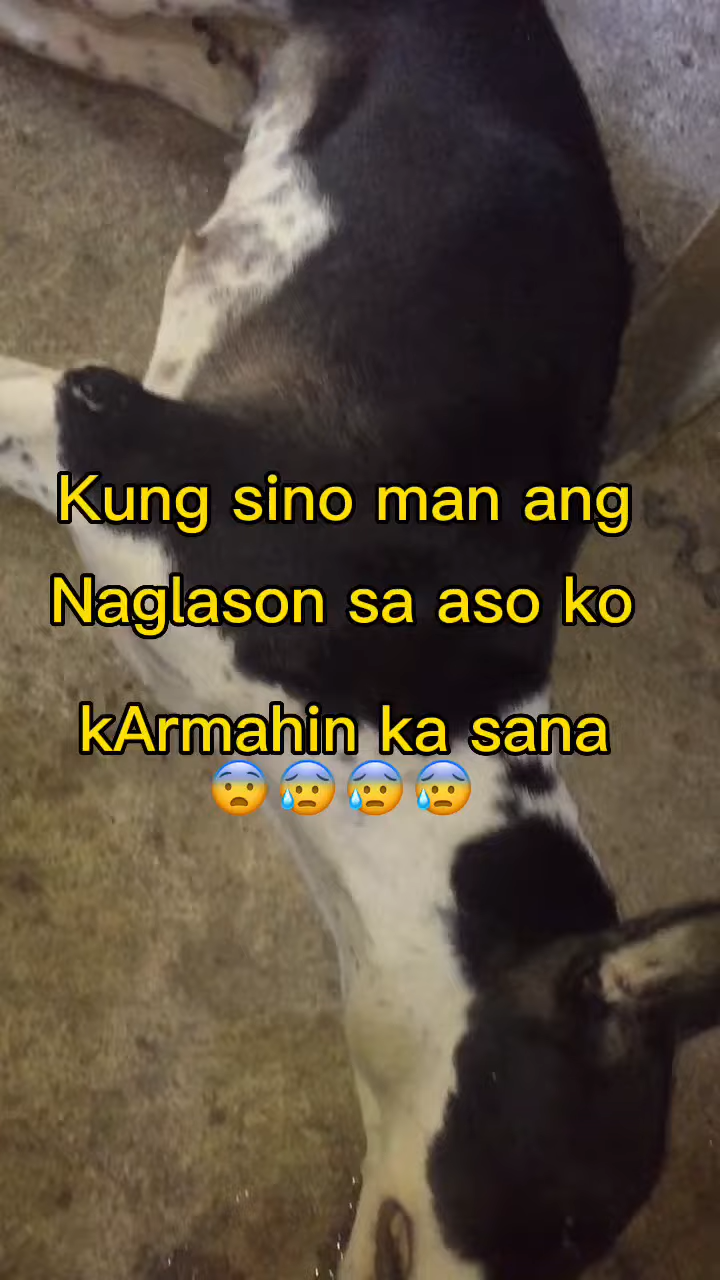 Kung sino man ang
Naglason sa aso ko
kArmahin ka sana
😨😰😰😰